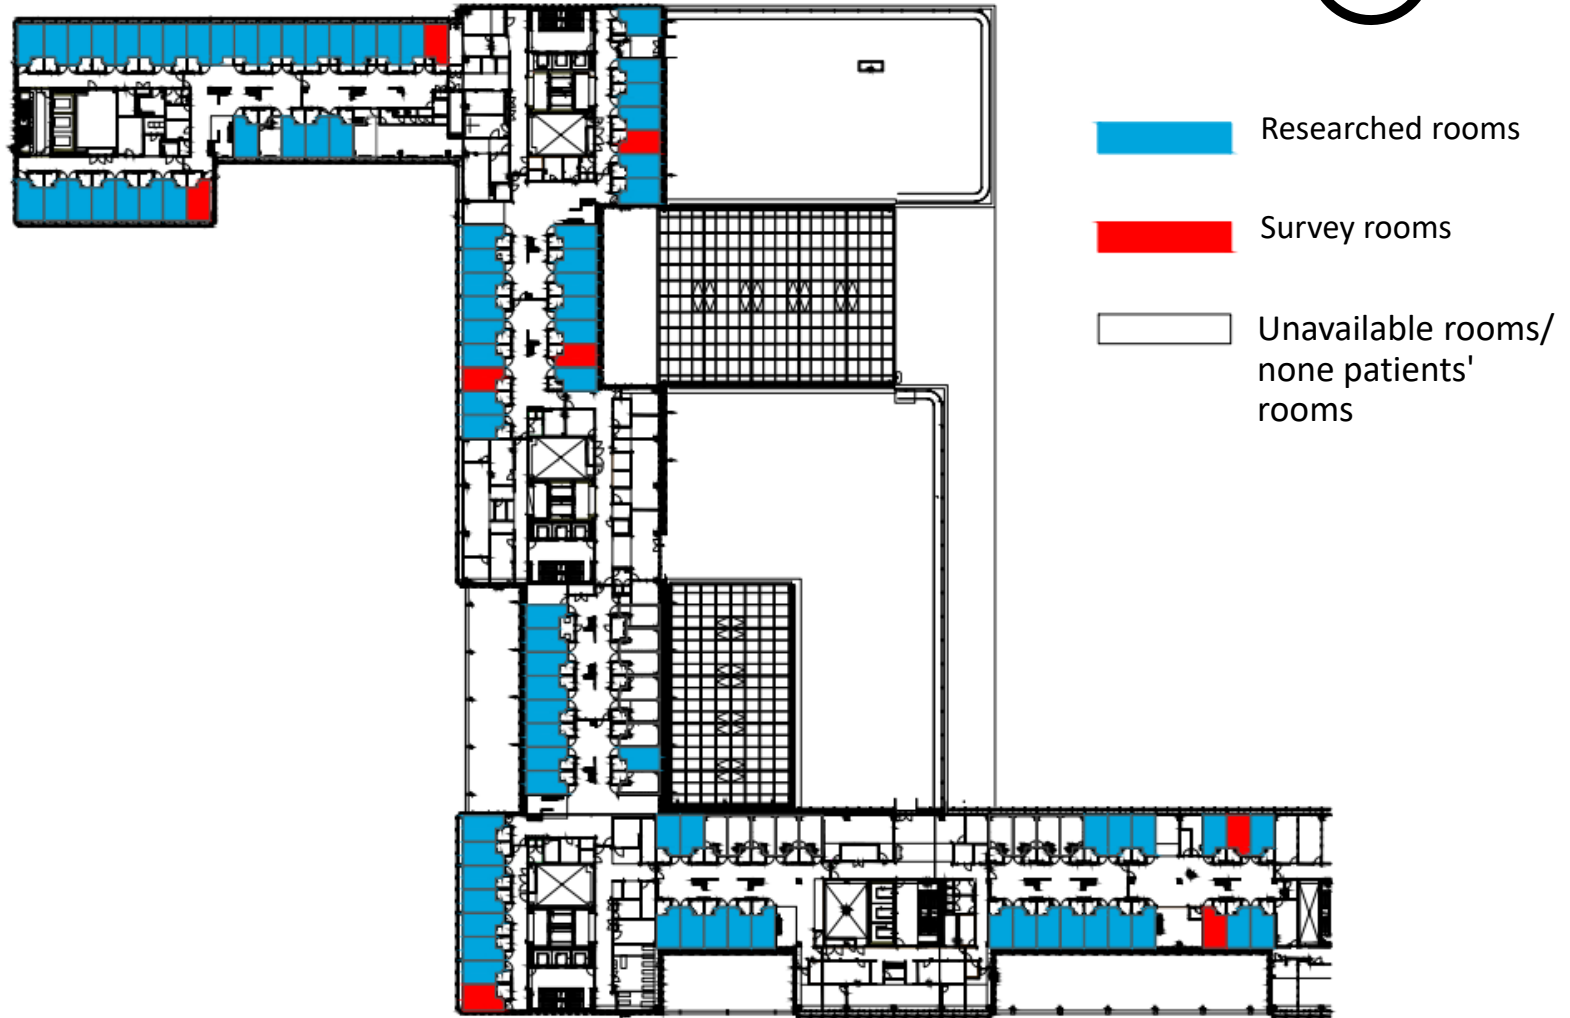 Researched rooms
Survey rooms
Unavailable rooms/
none patients'
rooms